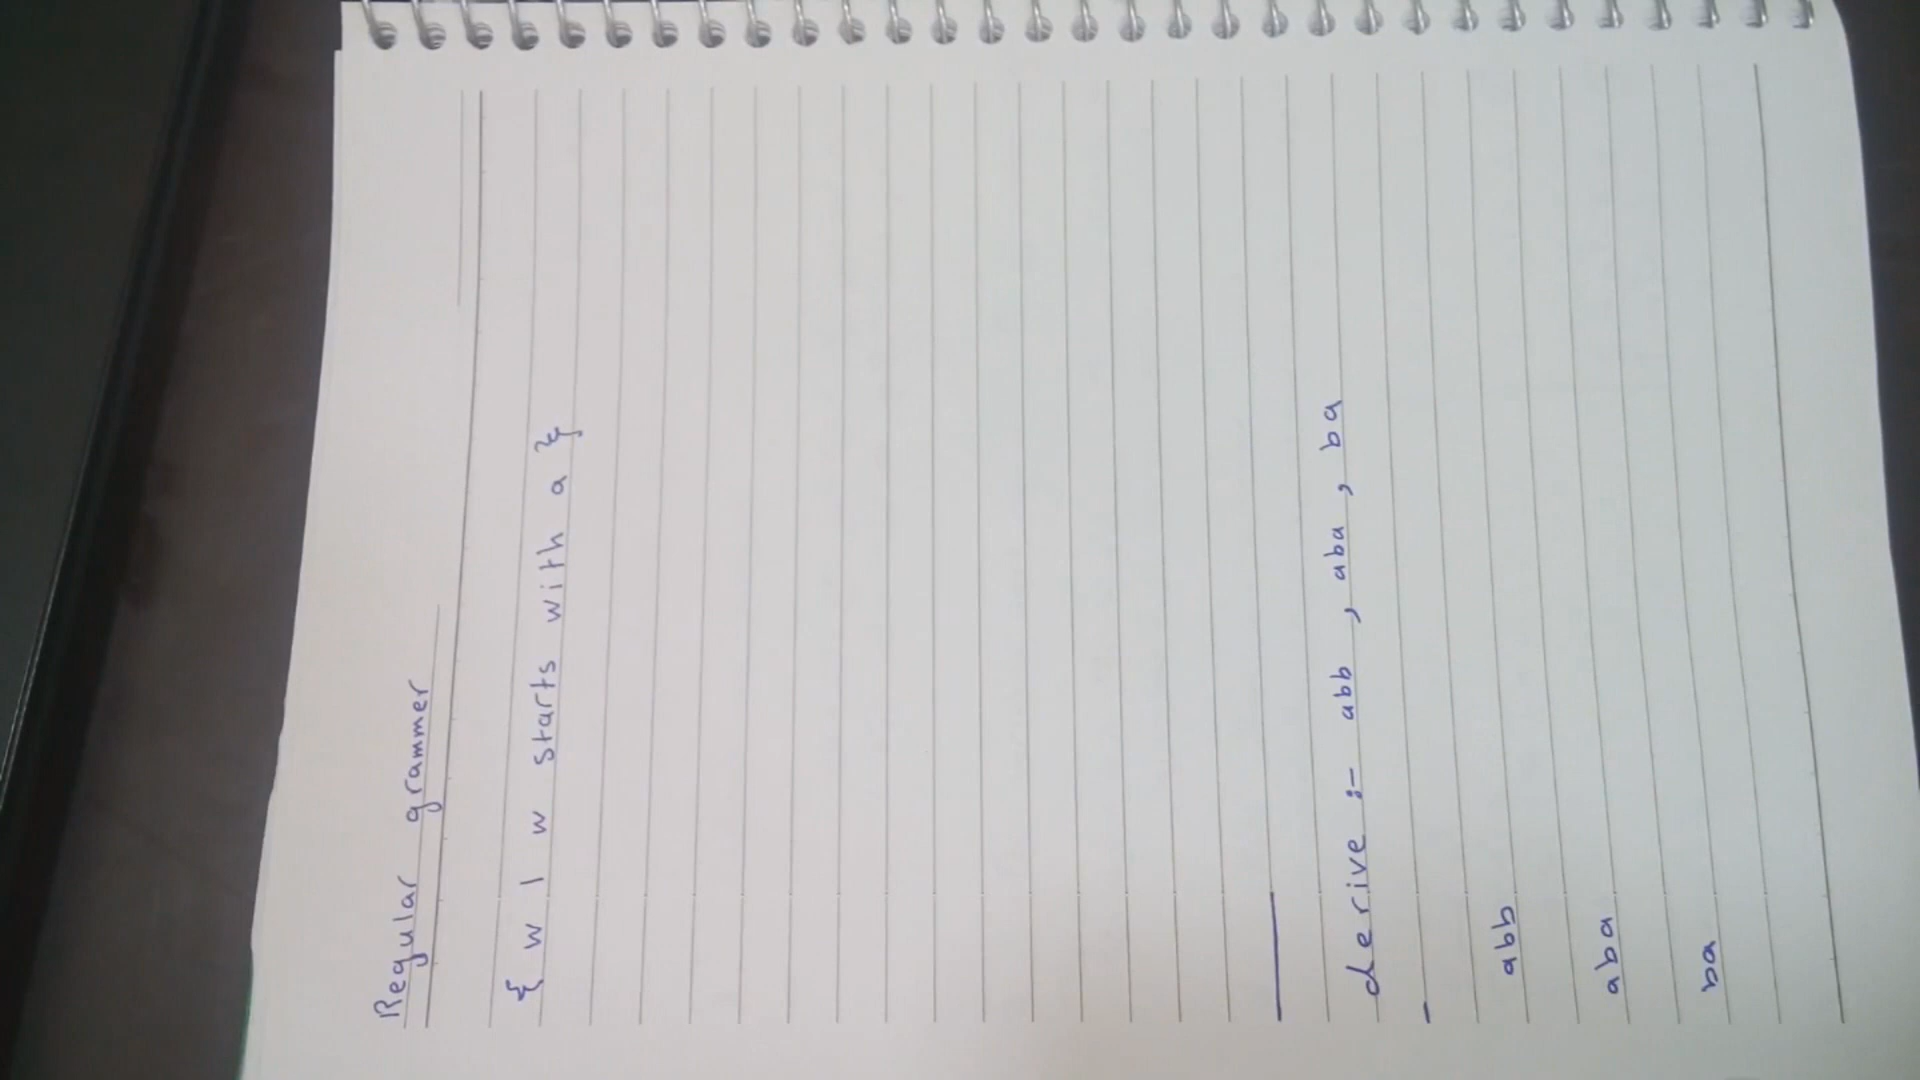 Regular grammer
{ w | w starts with a }
derive :- abb , aba , ba
abb
aba
ba